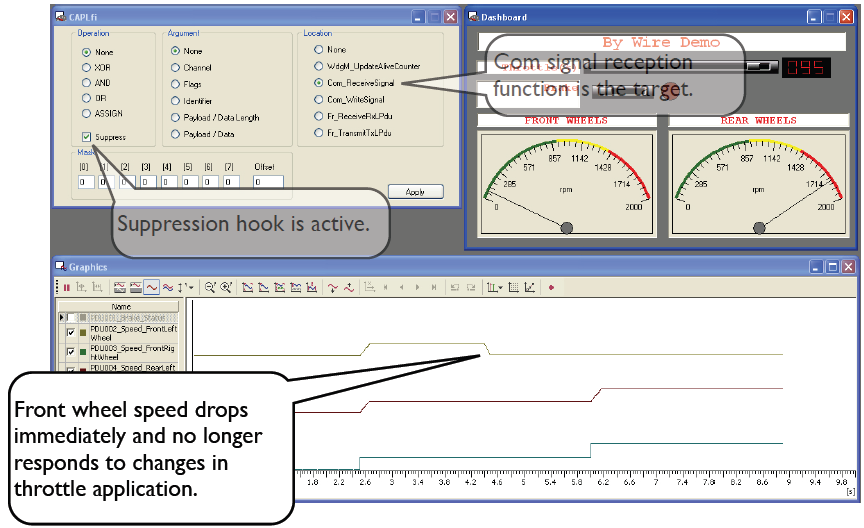 CAPLfi
Operation
None
XOR
AND
OR
ASSIGN
Suppress
Argument
None
Channel
Flags
Identifier
Payload / Data Length
Payload / Data
Location
None
WdgM_UpdateAliveCounter
Com_ReceiveSignal
Com_WriteSignal
Fr_ReceiveRxLPdu
Fr_TransmitTxLPdu
Mask
[0] [2] [3] [4] [5] [6] [7] Offset
0 0 0 0 0 0 0 0 0
Apply
Suppression hook is active.
Dashboard
By Wire Demo
Com signal reception
function is the target.
095
FRONT WHEELS
REAR WHEELS
0 285 571 857 1142 1428 1714 2000
rpm
0 285 571 857 1142 1428 1714 2000
rpm
Graphics
Name
PDU002_Speed_FrontLeft
Wheel
PDU003_Speed_FrontRig
htWheel
PDU004_Speed_RearLeft
Front wheel speed drops
immediately and no longer
responds to changes in
throttle application.
1.8 2.2 2.6 3 3.4 3.8 4.2 4.6 5 5.4 5.8 6.2 6.6 7 7.4 7.8 8.2 8.6 9 9.4 9.8
[s]